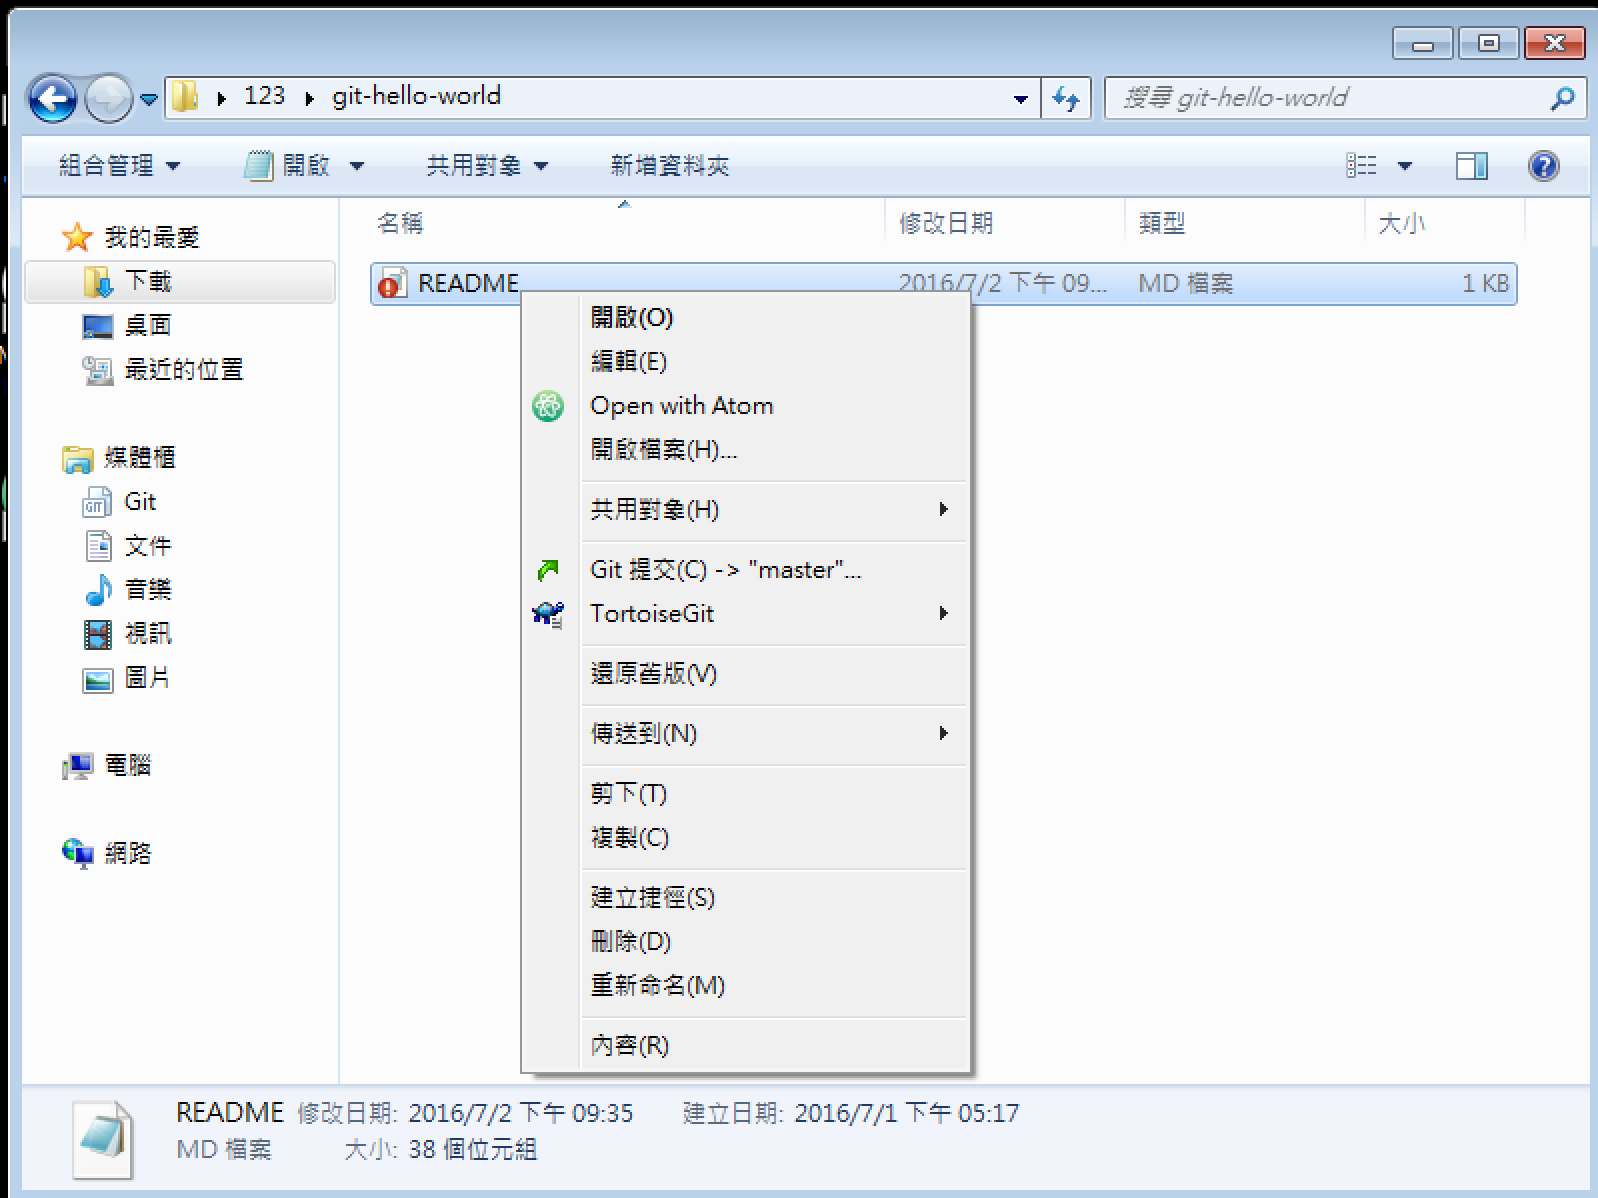 123 git-hello-world
搜尋 git-hello-world
組合管理 開啟 共用對象 新增資料夾
我的最愛
下載
桌面
最近的位置
媒體櫃
Git
文件
音樂
視訊
圖片
電腦
網路
名稱 修改日期 類型 大小
README 2016/7/2 下午 09... MD 檔案 1 KB
開啟(O)
編輯(E)
Open with Atom
開啟檔案(H)...
共用對象(H)
Git 提交(C) -> "master"...
TortoiseGit
還原舊版(V)
傳送到(N)
剪下(T)
複製(C)
建立捷徑(S)
刪除(D)
重新命名(M)
內容(R)
README 修改日期: 2016/7/2 下午 09:35 建立日期: 2016/7/1 下午 05:17
MD 檔案 大小: 38 個位元組